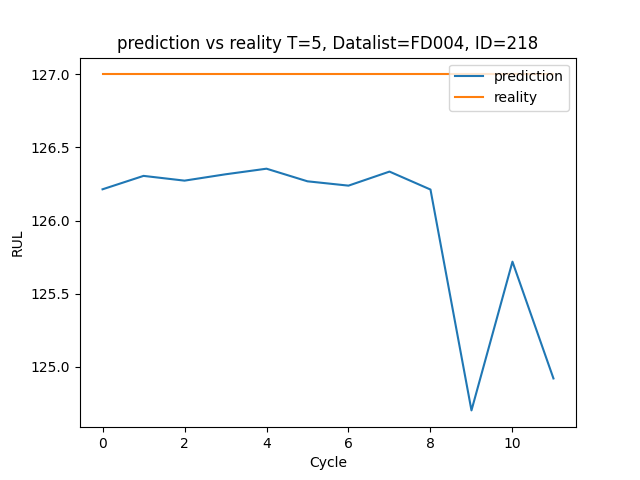 prediction vs reality T=5, Datalist=FD004, ID=218
127.0
126.5
126.0
125.5
125.0
RUL
prediction
reality
0 2 4 6 8 10
Cycle